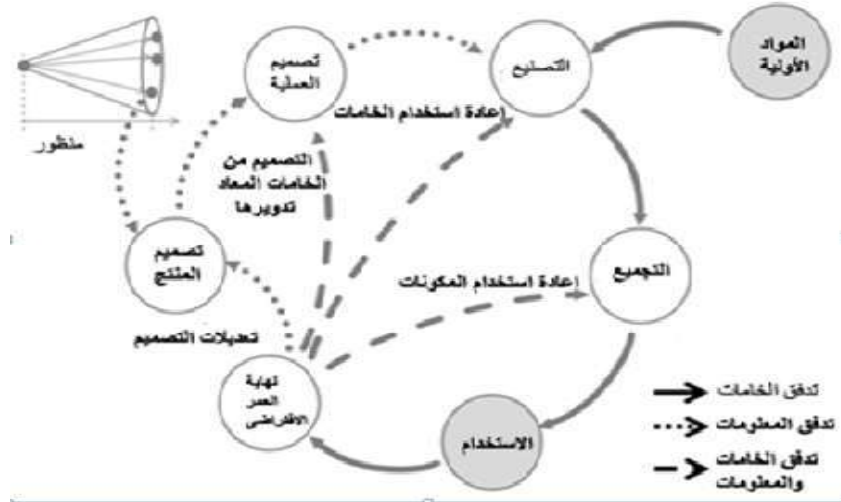 المواد
الأولية
التصنيع
تصميم
العملية
إعادة استخدام الخامات
منظور
التصميم من
الخامات المعاد
تدويرها
تصميم
المنتج
التجميع
إعادة استخدام المكونات
تعديلات التصميم
نهاية
العمر
الافتراضى
الاستخدام
تدفق الخامات
تدفق المعلومات
تدفق الخامات
والمعلومات